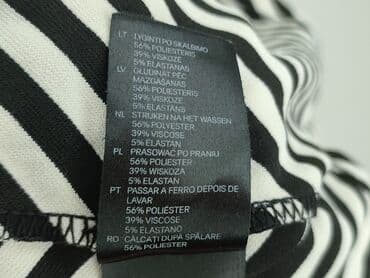 LT LYGINTI PO SKALBIMO
56% POLIESTERIS
39% VISKOZĖ
5% ELASTANAS
LV GLUDINĀT PĒC
MAZGĀŠANAS
56% POLIESTERIS
39% VISKOZE
5% ELASTĀNS
NL STRIJKEN NA HET WASSEN
56% POLYESTER
39% VISCOSE
5% ELASTAN
PL PRASOWAĆ PO PRANIU
56% POLIESTER
39% WISKOZA
5% ELASTAN
PT PASSAR A FERRO DEPOIS DE
LAVAR
56% POLIÉSTER
39% VISCOSE
5% ELASTANO
RO CĂLCAȚI DUPĂ SPĂLARE
56% POLIESTER